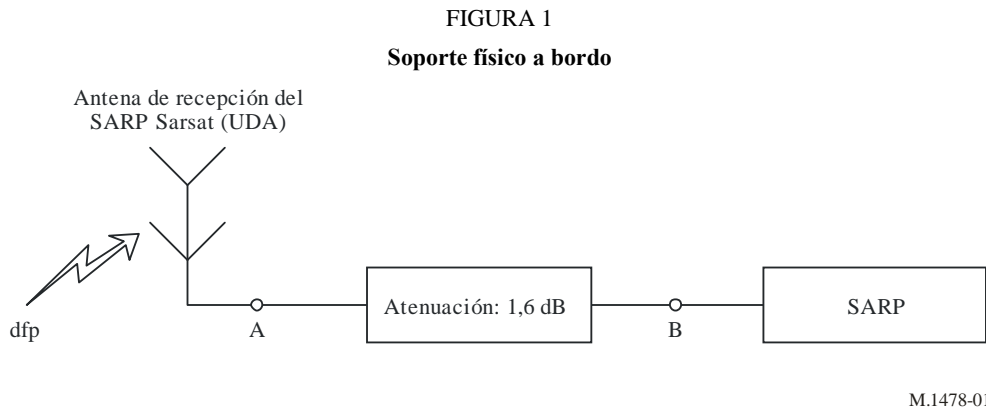 FIGURA 1
Soporte físico a bordo
Antena de recepción del
SARP Sarsat (UDA)
dfp
A
Atenuación: 1,6 dB
B
SARP
M.1478-01